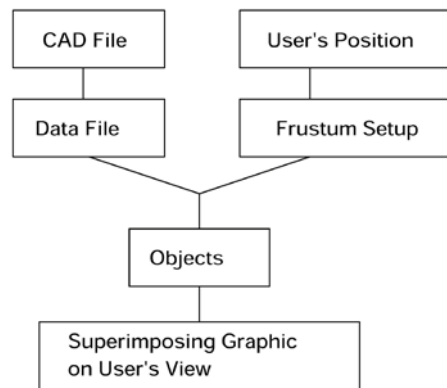 CAD File
User's Position
Data File
Frustum Setup
Objects
Superimposing Graphic
on User's View